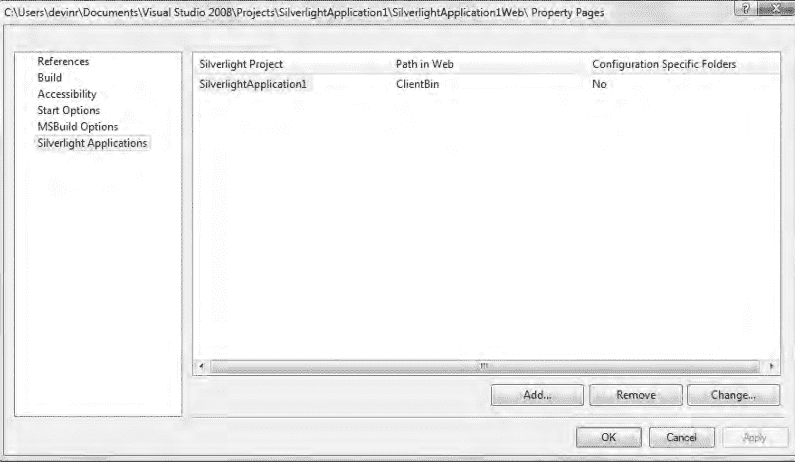 C:\Users\devinr\Documents\Visual Studio 2008\Projects\SilverlightApplication1\SilverlightApplication1Web\ Property Pages
References
Build
Accessibility
Start Options
MSBuild Options
Silverlight Applications
Silverlight Project Path in Web Configuration Specific Folders
SilverlightApplication1 ClientBin No
Add... Remove Change...
OK Cancel Apply